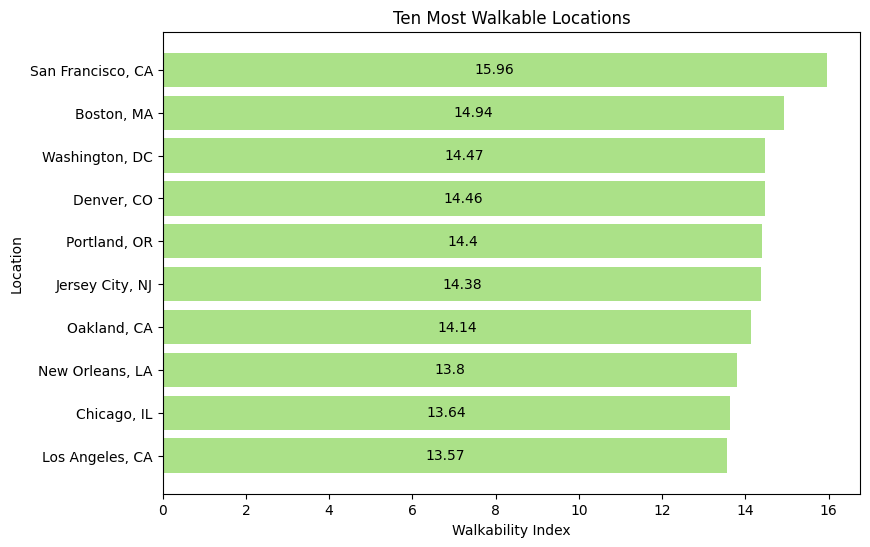 Ten Most Walkable Locations
San Francisco, CA 15.96
Boston, MA 14.94
Washington, DC 14.47
Denver, CO 14.46
Portland, OR 14.4
Jersey City, NJ 14.38
Oakland, CA 14.14
New Orleans, LA 13.8
Chicago, IL 13.64
Los Angeles, CA 13.57
Location
0 2 4 6 8 10 12 14 16
Walkability Index